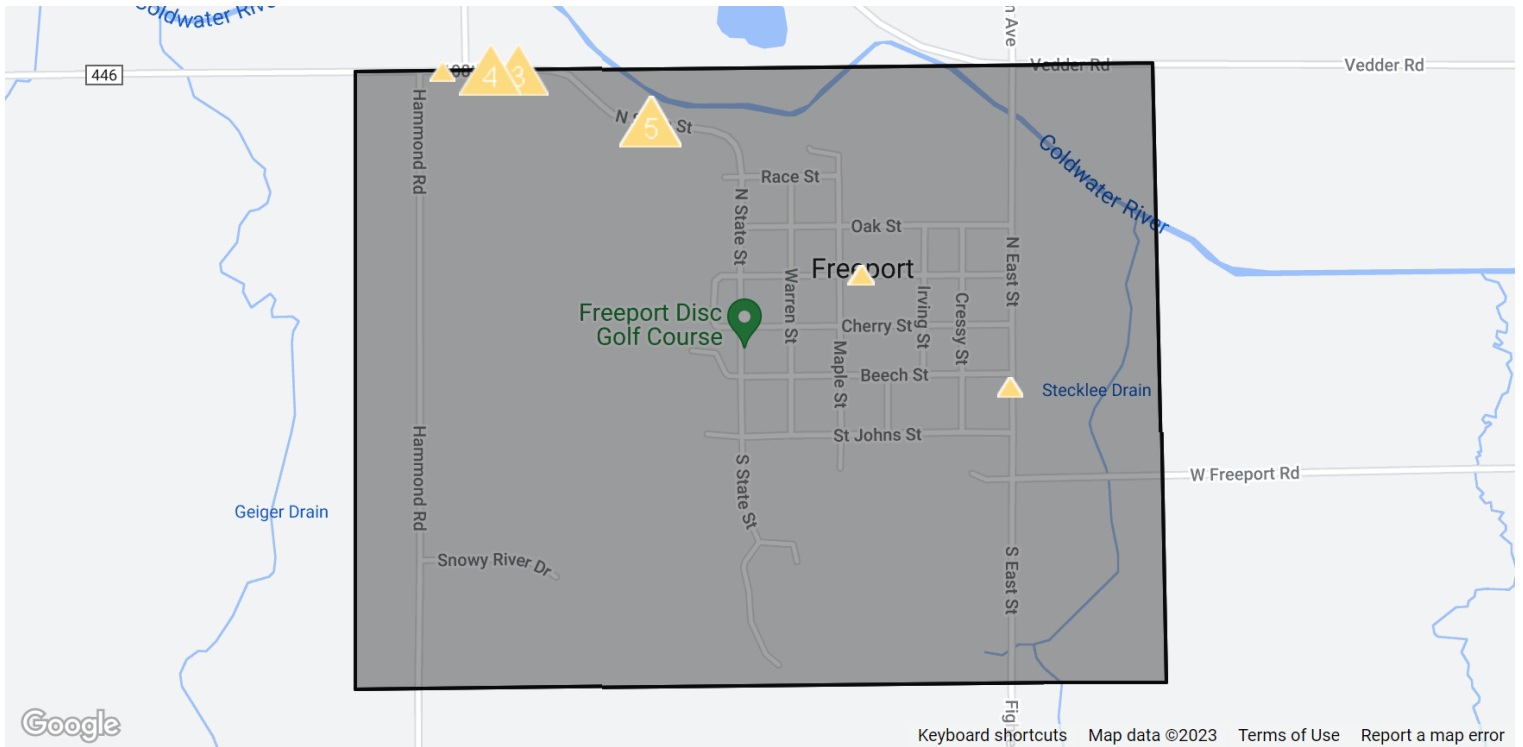 Coldwater River
n Ave
446
4
3
Vedder Rd
Vedder Rd
Hammond Rd
5
Coldwater River
Race St
N State St
Oak St
N East St
Freeport
Warren St
Irving St
Cressy St
Freeport Disc
Golf Course
Cherry St
Maple St
Beech St
Stecklee Drain
St Johns St
Hammond Rd
S State St
W Freeport Rd
Geiger Drain
Snowy River Dr
S East St
Google
Keyboard shortcuts
Map data ©2023
Terms of Use
Report a map error